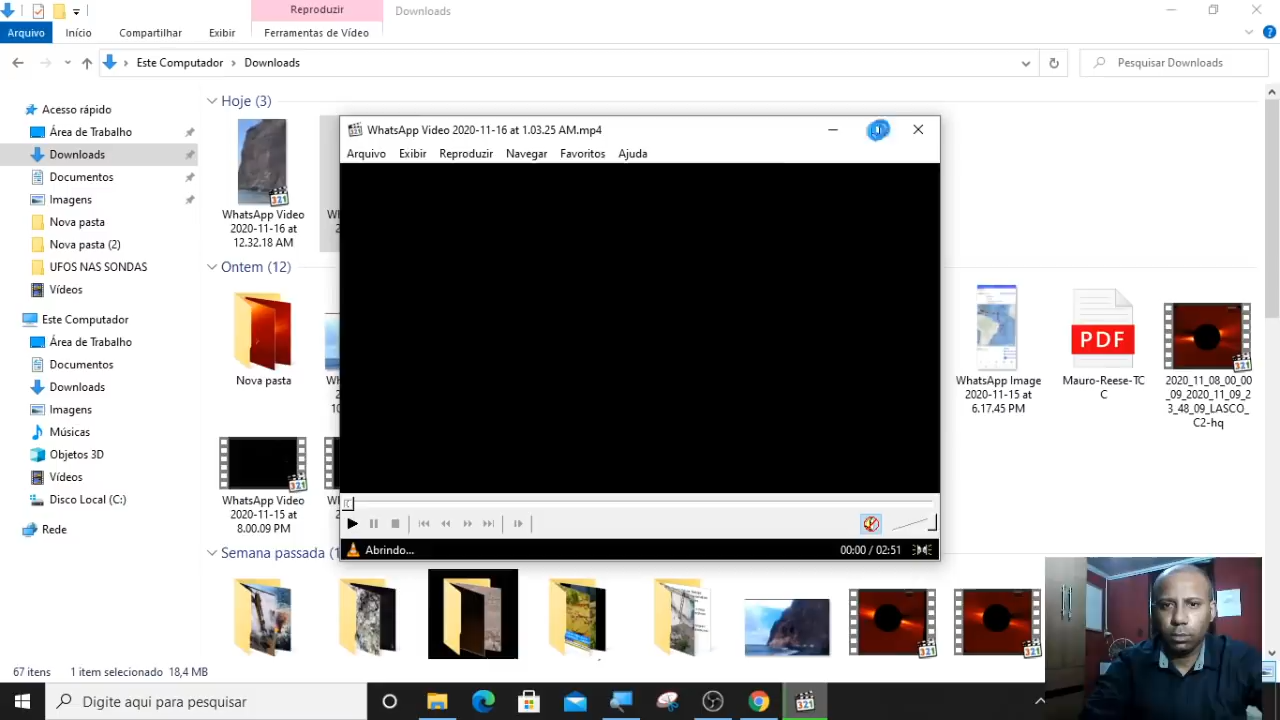 Reproduzir
Downloads
Arquivo
Início
Compartilhar
Exibir
Ferramentas de Vídeo
Este Computador
Downloads
Pesquisar Downloads
Acesso rápido
Área de Trabalho
Downloads
Documentos
Imagens
Nova pasta
Nova pasta (2)
UFOS NAS SONDAS
Vídeos
Este Computador
Área de Trabalho
Documentos
Downloads
Imagens
Músicas
Objetos 3D
Vídeos
Disco Local (C:)
Rede
Hoje (3)
WhatsApp Video
2020-11-16 at
12.32.18 AM
Ontem (12)
Nova pasta
WhatsApp Video
2020-11-15 at
8.00.09 PM
WhatsApp Image
2020-11-15 at
6.17.45 PM
PDF
Mauro-Reese-TC
C
2020_11_08_00_00
_09_2020_11_09_2
3_48_09_LASCO_
C2-hq
Semana passada (1
WhatsApp Video 2020-11-16 at 1.03.25 AM.mp4
Arquivo
Exibir
Reproduzir
Navegar
Favoritos
Ajuda
Abrindo...
00:00 / 02:51
67 itens
1 item selecionado 18,4 MB
Digite aqui para pesquisar